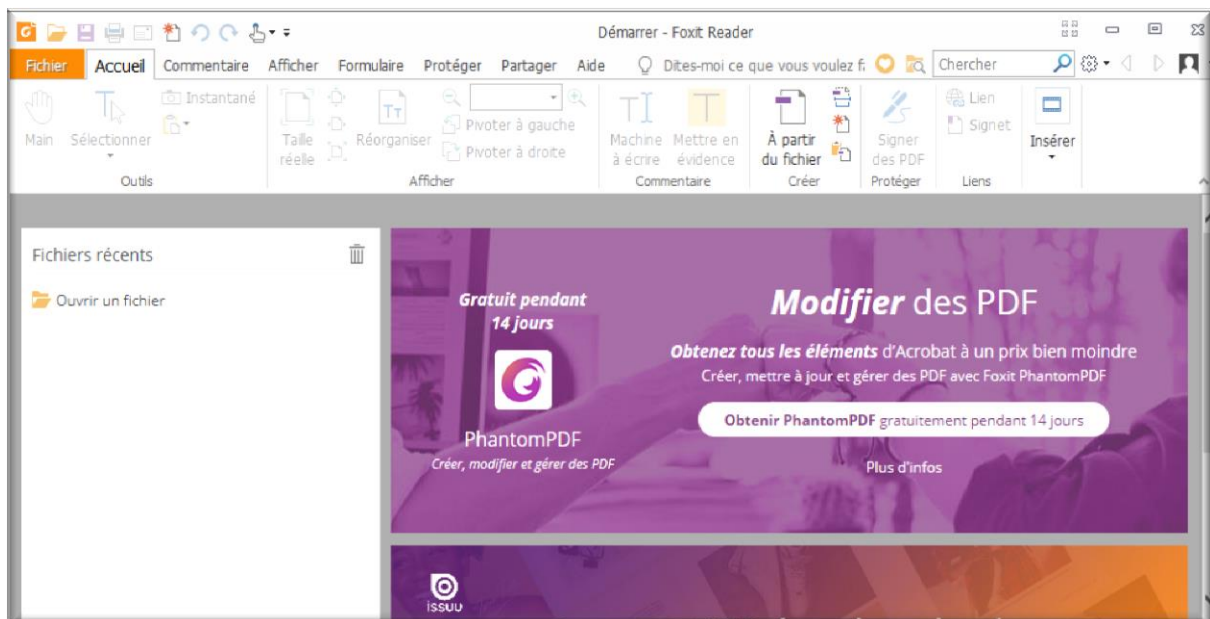 Démarrer - Foxit Reader
Fichier Accueil Commentaire Afficher Formulaire Protéger Partager Aide Dites-moi ce que vous voulez Chercher
Main
Sélectionner
Instantané
Outils
Taille
réelle
Réorganiser
Pivoter à gauche
Pivoter à droite
Afficher
Machine
à écrire
Mettre en
évidence
Commentaire
À partir
du fichier
Créer
Signer
des PDF
Protéger
Lien
Signet
Liens
Insérer
Fichiers récents
Ouvrir un fichier
Gratuit pendant
14 jours
PhantomPDF
Créer, modifier et gérer des PDF
Modifier des PDF
Obtenez tous les éléments d'Acrobat à un prix bien moindre
Créer, mettre à jour et gérer des PDF avec Foxit PhantomPDF
Obtenir PhantomPDF gratuitement pendant 14 jours
Plus d'infos
issuu